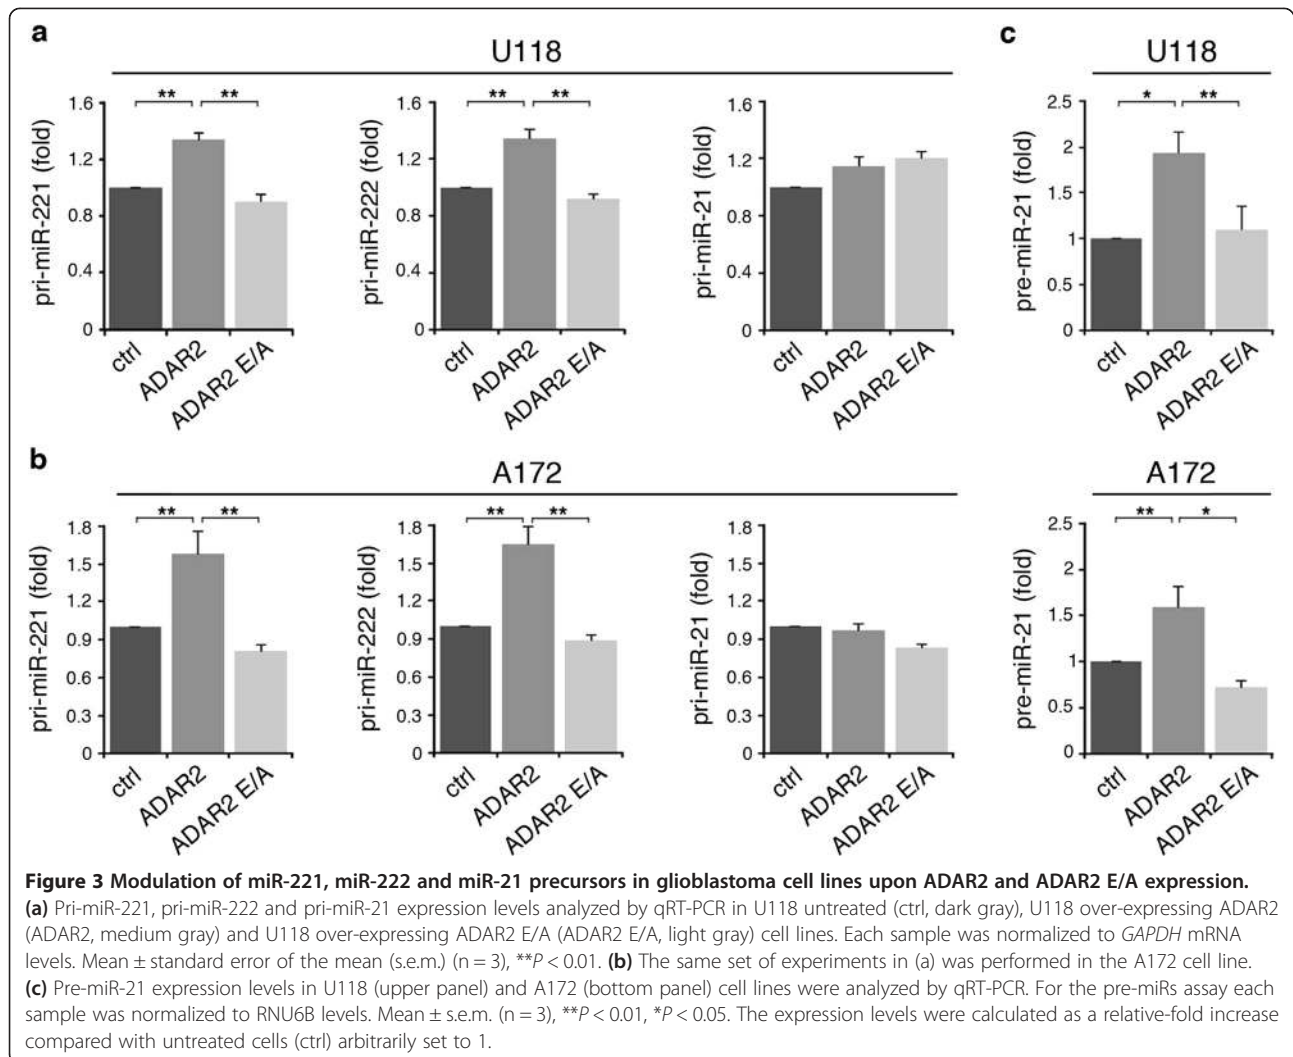 a
U118
c
U118
pri-miR-221 (fold)
1.6
1.2
0.8
0.4
0
**
**
ctrl
ADAR2
ADAR2 E/A
pri-miR-222 (fold)
1.6
1.2
0.8
0.4
0
**
**
ctrl
ADAR2
ADAR2 E/A
pri-miR-21 (fold)
1.6
1.2
0.8
0.4
0
ctrl
ADAR2
ADAR2 E/A
pre-miR-21 (fold)
2.5
2
1.5
1
0.5
0
*
**
ctrl
ADAR2
ADAR2 E/A
b
A172
A172
pri-miR-221 (fold)
1.8
1.5
1.2
0.9
0.6
0.3
0
**
**
ctrl
ADAR2
ADAR2 E/A
pri-miR-222 (fold)
1.8
1.5
1.2
0.9
0.6
0.3
0
**
**
ctrl
ADAR2
ADAR2 E/A
pri-miR-21 (fold)
1.8
1.5
1.2
0.9
0.6
0.3
0
ctrl
ADAR2
ADAR2 E/A
pre-miR-21 (fold)
2.5
2
1.5
1
0.5
0
**
*
ctrl
ADAR2
ADAR2 E/A
Figure 3 Modulation of miR-221, miR-222 and miR-21 precursors in glioblastoma cell lines upon ADAR2 and ADAR2 E/A expression.
(a) Pri-miR-221, pri-miR-222 and pri-miR-21 expression levels analyzed by qRT-PCR in U118 untreated (ctrl, dark gray), U118 over-expressing ADAR2
(ADAR2, medium gray) and U118 over-expressing ADAR2 E/A (ADAR2 E/A, light gray) cell lines. Each sample was normalized to GAPDH mRNA
levels. Mean ± standard error of the mean (s.e.m.) (n = 3), **P < 0.01. (b) The same set of experiments in (a) was performed in the A172 cell line.
(c) Pre-miR-21 expression levels in U118 (upper panel) and A172 (bottom panel) cell lines were analyzed by qRT-PCR. For the pre-miRs assay each
sample was normalized to RNU6B levels. Mean ± s.e.m. (n = 3), **P < 0.01, *P < 0.05. The expression levels were calculated as a relative-fold increase
compared with untreated cells (ctrl) arbitrarily set to 1.